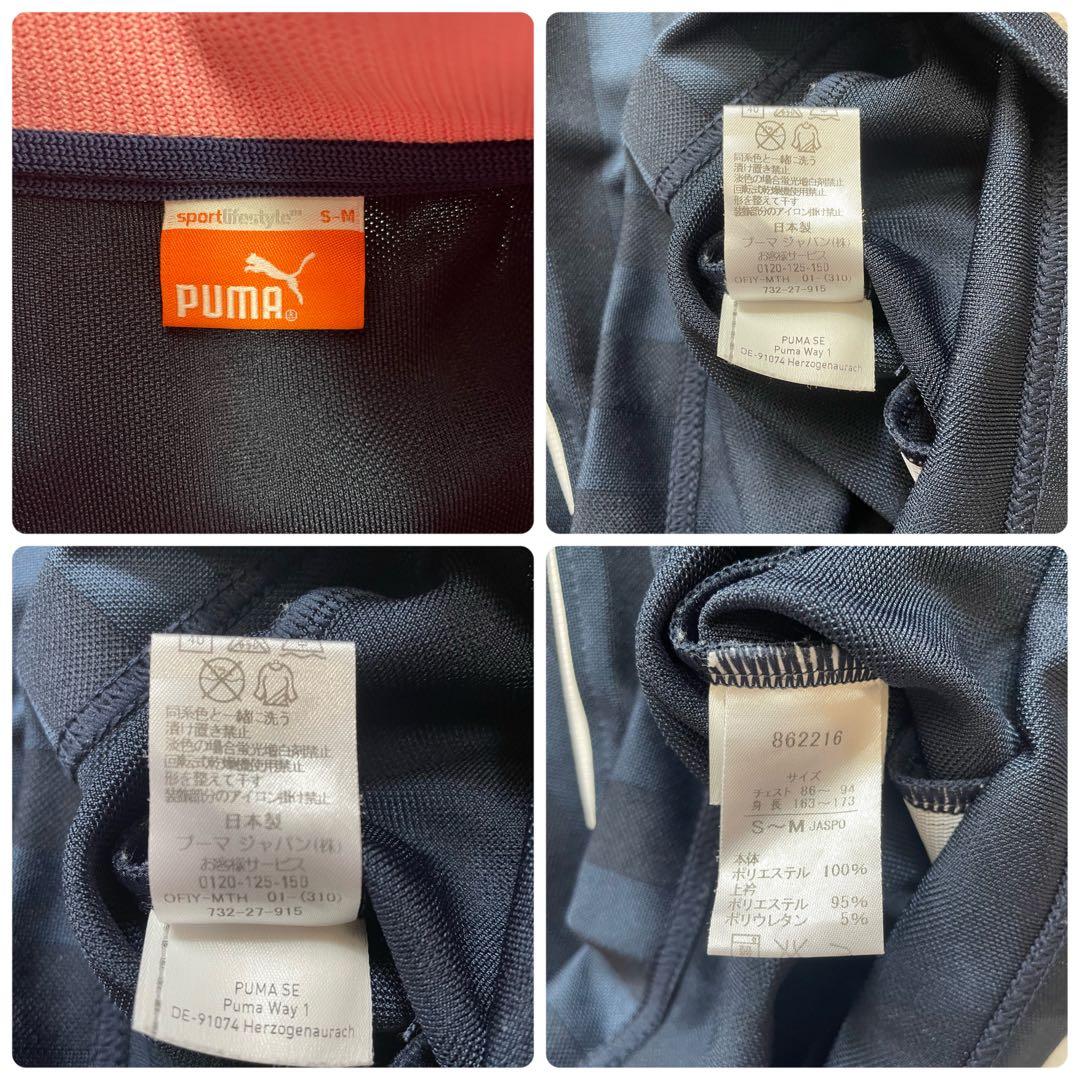 sportlifestyle™ S-M
PUMA®
40
同系色と一緒に洗う
漬け置き禁止
淡色の場合蛍光増白剤禁止
回転式乾燥機使用禁止
形を整えて干す
装飾部分のアイロン掛け禁止
日本製
プーマ ジャパン(株)
お客様サービス
0120-125-150
OFIY-MTH 01-(310)
732-27-915
PUMA SE
Puma Way 1
DE-91074 Herzogenaurach
40
同系色と一緒に洗う
漬け置き禁止
淡色の場合蛍光増白剤禁止
回転式乾燥機使用禁止
形を整えて干す
装飾部分のアイロン掛け禁止
日本製
プーマ ジャパン(株)
お客様サービス
0120-125-150
OFIY-MTH 01-(310)
732-27-915
PUMA SE
Puma Way 1
DE-91074 Herzogenaurach
862216
サイズ
チェスト 86～ 94
身長 163～173
S～M JASPO
本体
ポリエステル 100%
上衿
ポリエステル 95%
ポリウレタン 5%